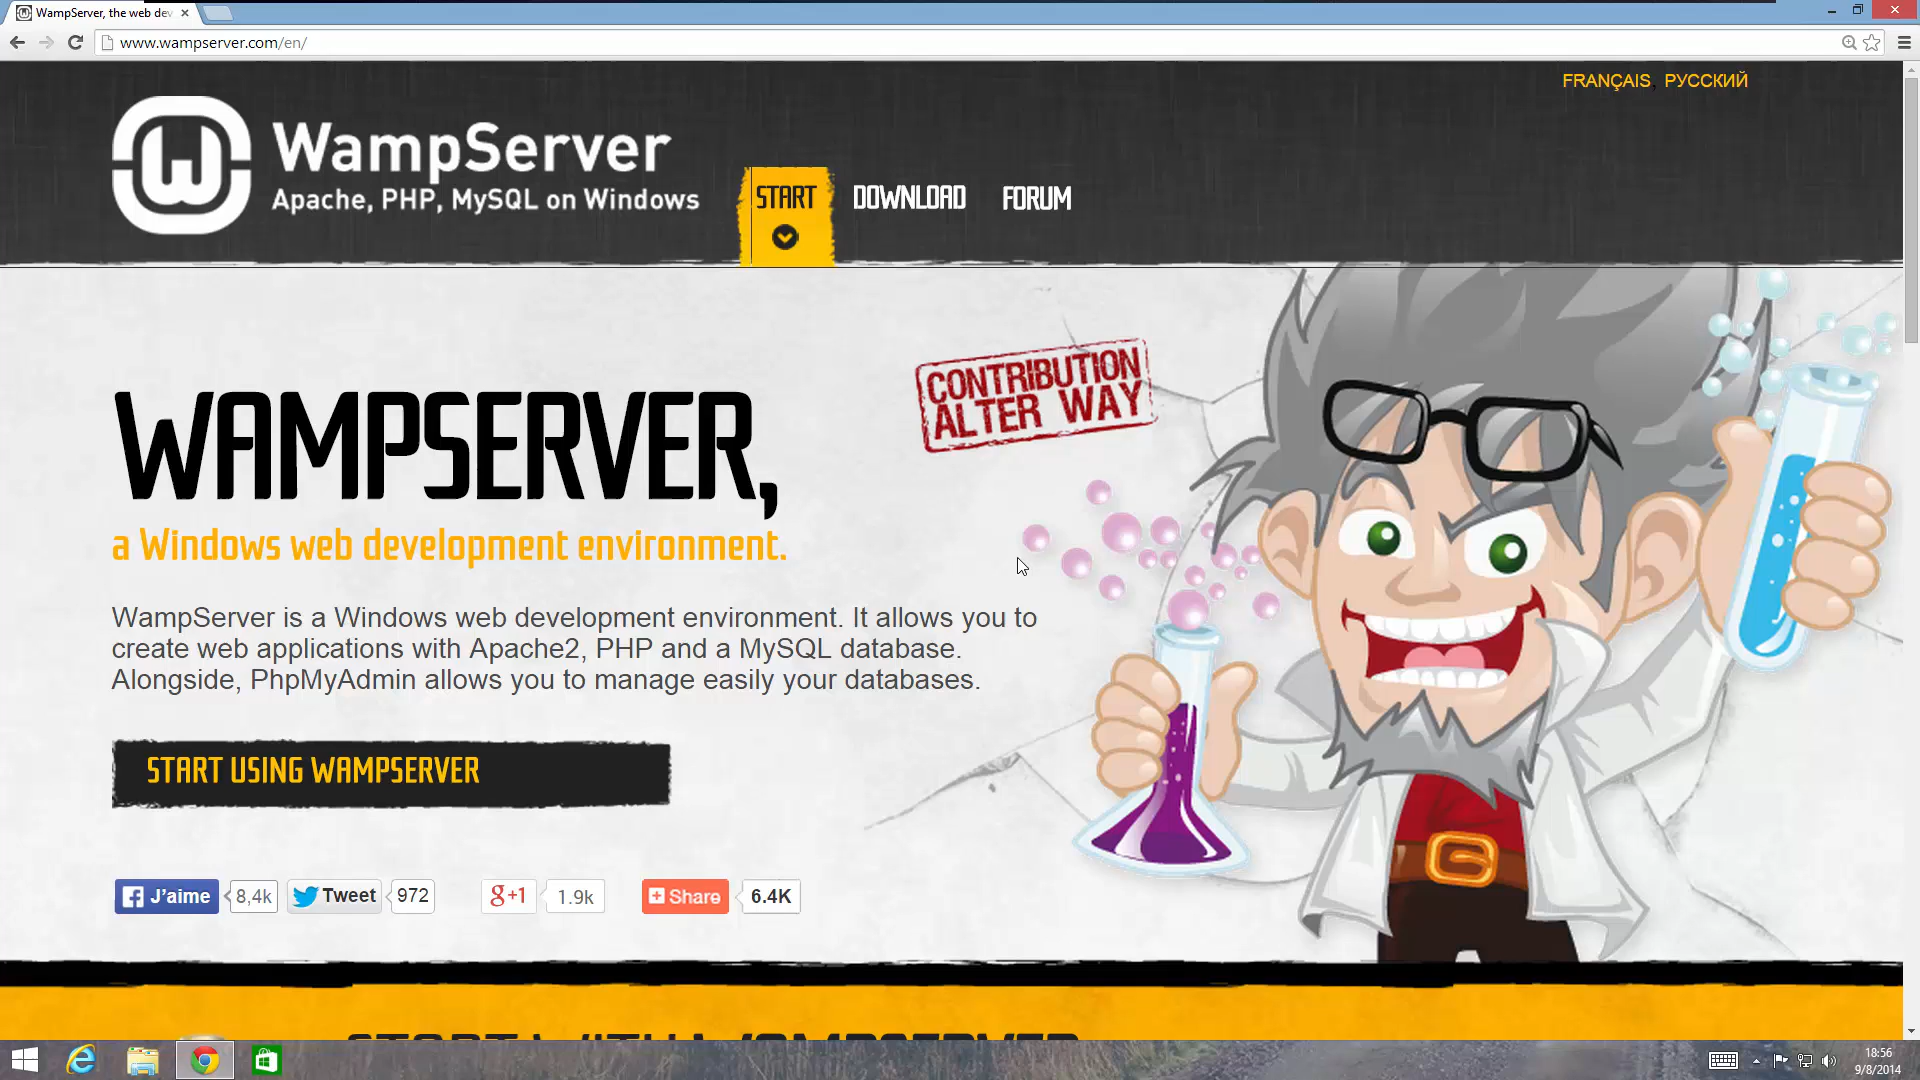 WampServer, the web dev
www.wampserver.com/en/
FRANÇAIS, РУССКИЙ
WampServer
Apache, PHP, MySQL on Windows
START
DOWNLOAD
FORUM
CONTRIBUTION
ALTER WAY
WAMPSERVER,
a Windows web development environment.
WampServer is a Windows web development environment. It allows you to
create web applications with Apache2, PHP and a MySQL database.
Alongside, PhpMyAdmin allows you to manage easily your databases.
START USING WAMPSERVER
J'aime 8,4k Tweet 972 g+1 1.9k Share 6.4K
START WITH WAMPSERVER
18:56
9/8/2014